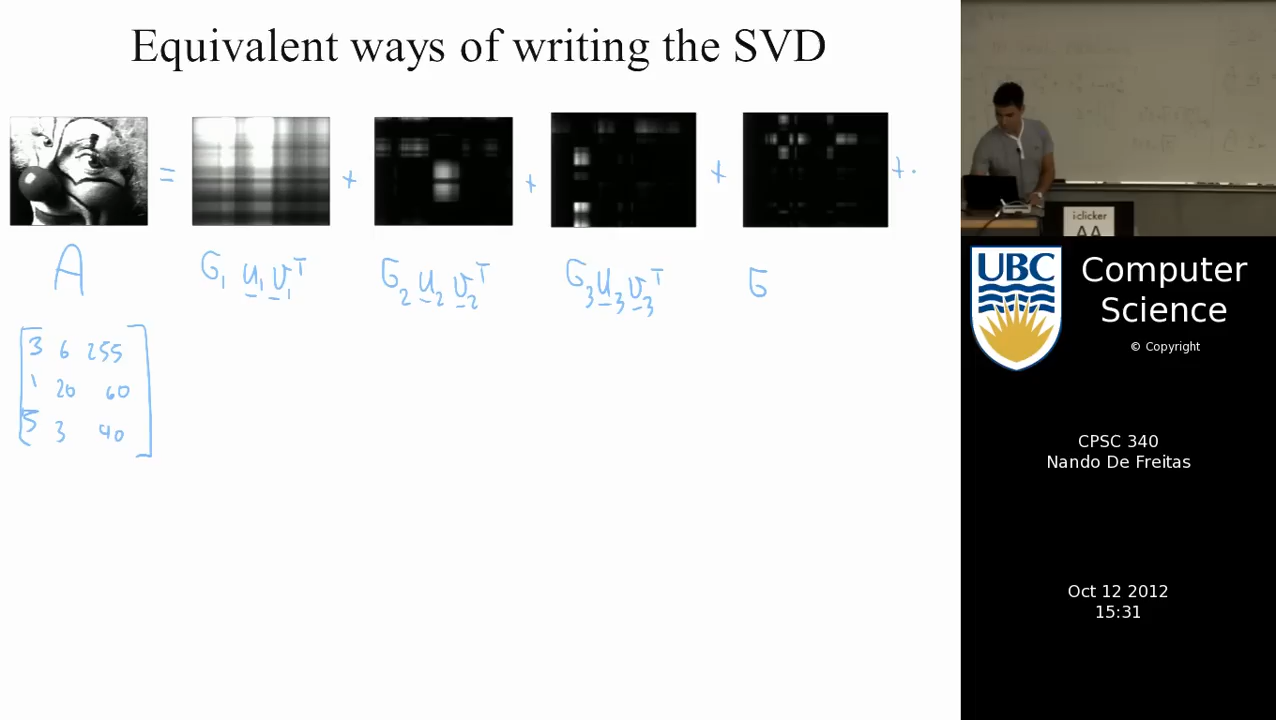 Equivalent ways of writing the SVD
= + + + + ..
A σ₁ u₁ v₁ᵀ σ₂ u₂ v₂ᵀ σ₃ u₃ v₃ᵀ σ
3 6 255
1 20 60
5 3 40
i clicker
AA
UBC
Computer
Science
© Copyright
CPSC 340
Nando De Freitas
Oct 12 2012
15:31